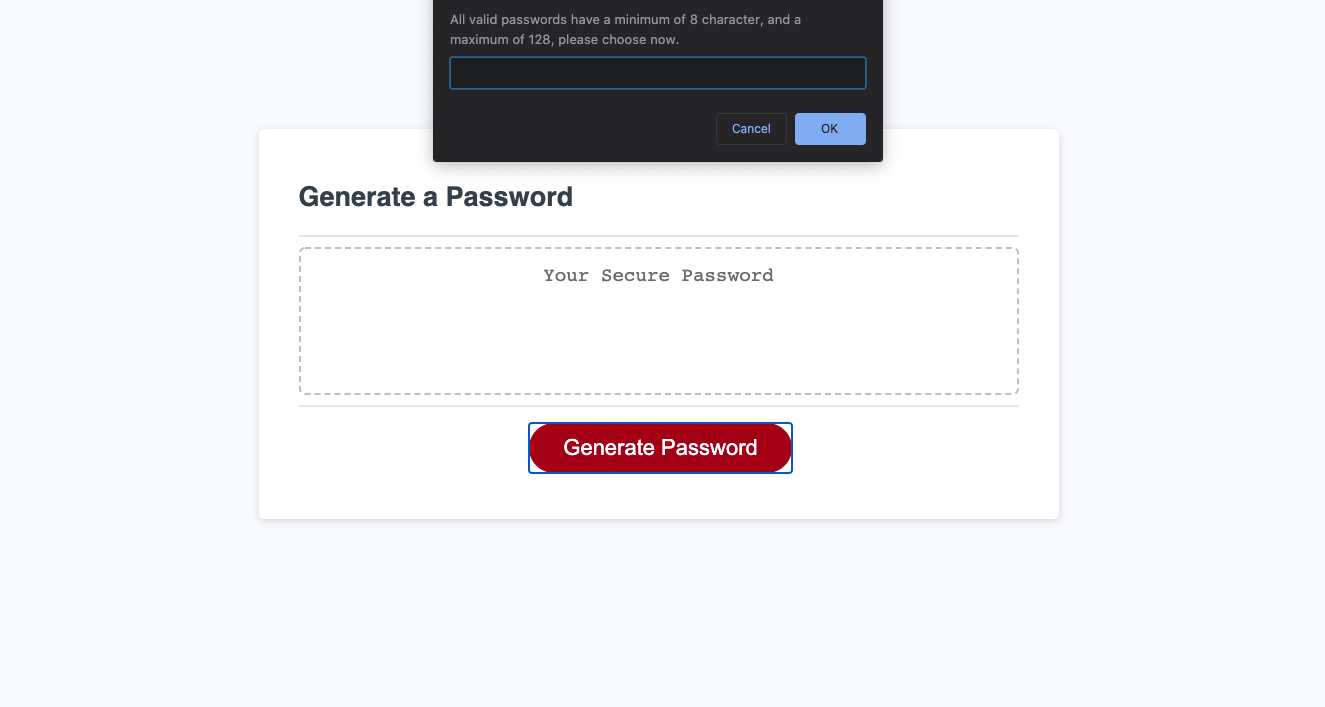 All valid passwords have a minimum of 8 character, and a
maximum of 128, please choose now.
Cancel
OK
Generate a Password
Your Secure Password
Generate Password